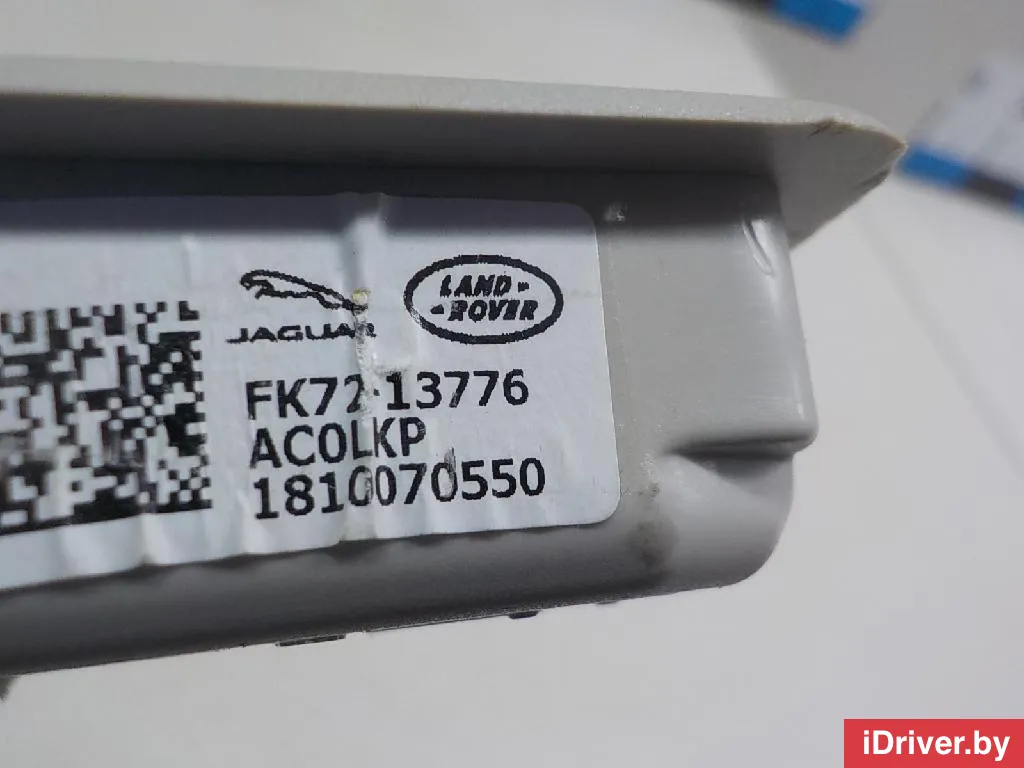 JAGUAR
LAND-
-ROVER
FK72-13776
AC0LKP
1810070550
iDriver.by